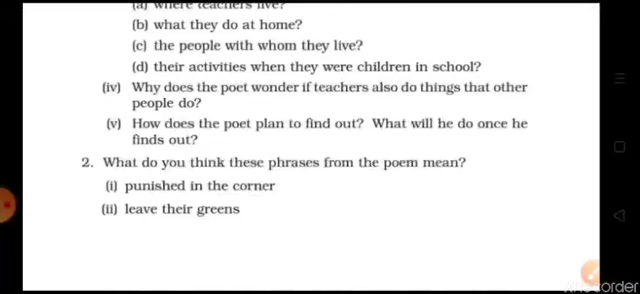 (a) where teachers live?
(b) what they do at home?
(c) the people with whom they live?
(d) their activities when they were children in school?
(iv) Why does the poet wonder if teachers also do things that other
people do?
(v) How does the poet plan to find out? What will he do once he
finds out?
2. What do you think these phrases from the poem mean?
(i) punished in the corner
(ii) leave their greens